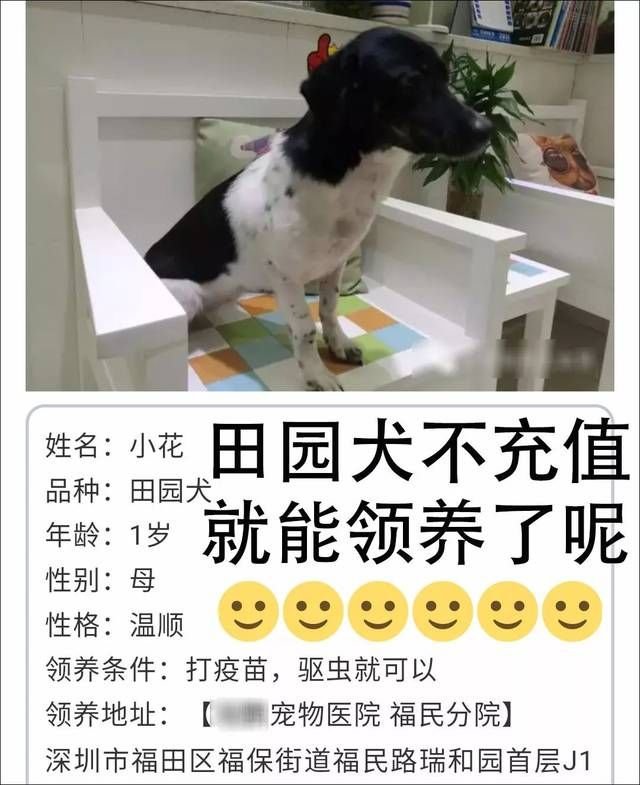 姓名：小花
田园犬不充值
就能领养了呢
品种：田园犬
年龄：1岁
性别：母
性格：温顺
领养条件：打疫苗，驱虫就可以
领养地址：【宠物医院 福民分院】
深圳市福田区福保街道福民路瑞和园首层J1